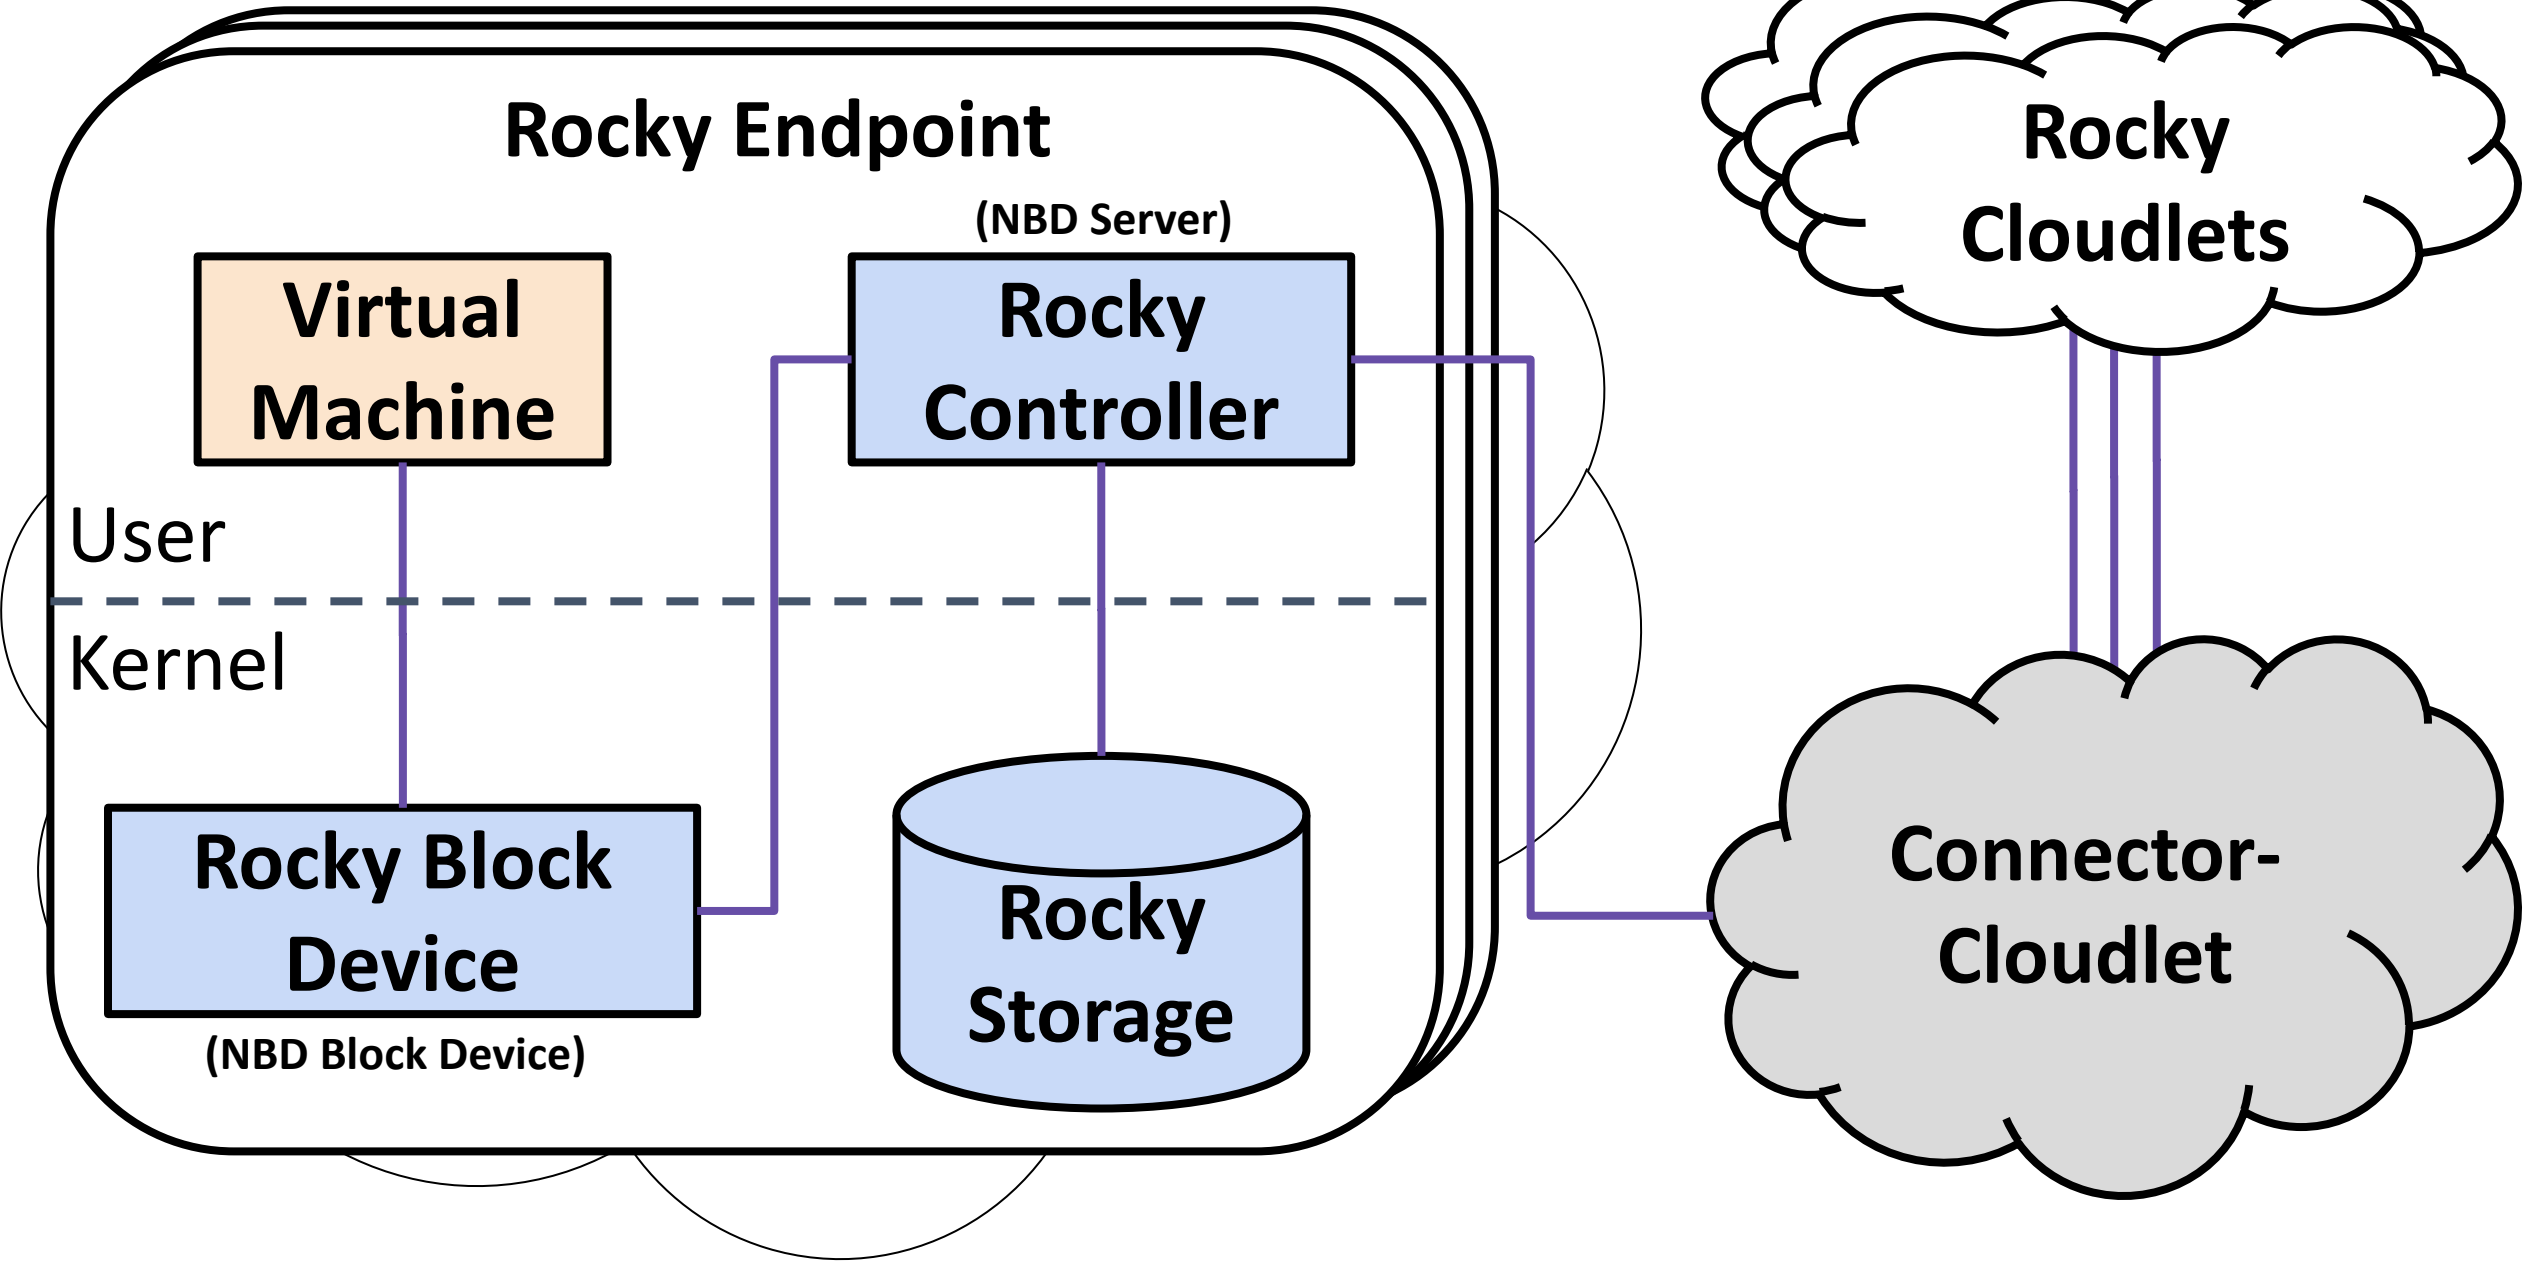 Rocky Endpoint
(NBD Server)
Virtual
Machine
Rocky
Controller
User
Kernel
Rocky Block
Device
(NBD Block Device)
Rocky
Storage
Rocky
Cloudlets
Connector-
Cloudlet